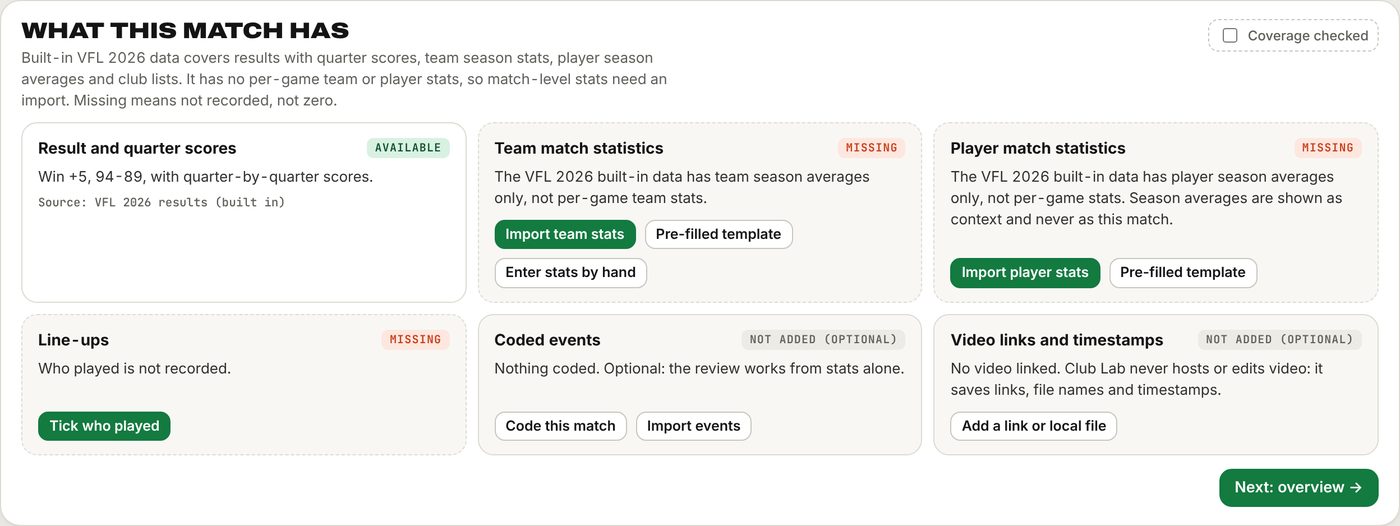 WHAT THIS MATCH HAS
Coverage checked
Built-in VFL 2026 data covers results with quarter scores, team season stats, player season
averages and club lists. It has no per-game team or player stats, so match-level stats need an
import. Missing means not recorded, not zero.
Result and quarter scores
AVAILABLE
Win +5, 94-89, with quarter-by-quarter scores.
Source: VFL 2026 results (built in)
Team match statistics
MISSING
The VFL 2026 built-in data has team season averages
only, not per-game team stats.
Import team stats
Pre-filled template
Enter stats by hand
Player match statistics
MISSING
The VFL 2026 built-in data has player season averages
only, not per-game stats. Season averages are shown as
context and never as this match.
Import player stats
Pre-filled template
Line-ups
MISSING
Who played is not recorded.
Tick who played
Coded events
NOT ADDED (OPTIONAL)
Nothing coded. Optional: the review works from stats alone.
Code this match
Import events
Video links and timestamps
NOT ADDED (OPTIONAL)
No video linked. Club Lab never hosts or edits video: it
saves links, file names and timestamps.
Add a link or local file
Next: overview →